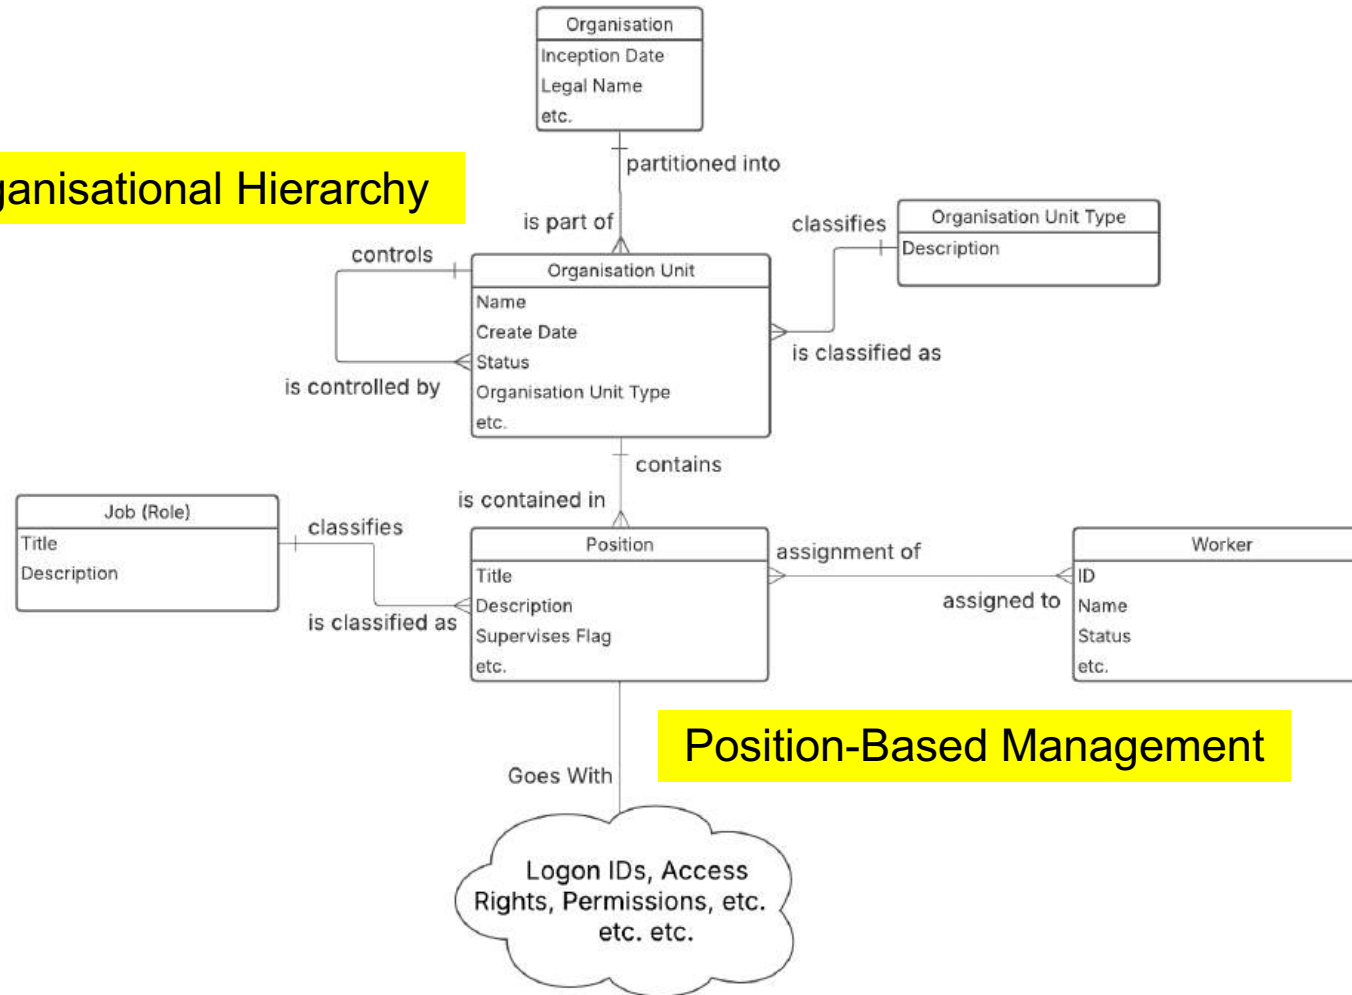 Organisation
Inception Date
Legal Name
etc.
partitioned into
ganisational Hierarchy
is part of
classifies
Organisation Unit Type
Description
controls
Organisation Unit
Name
Create Date
Status
Organisation Unit Type
etc.
is classified as
is controlled by
contains
is contained in
Job (Role)
Title
Description
classifies
is classified as
Position
Title
Description
Supervises Flag
etc.
assignment of
assigned to
Worker
ID
Name
Status
etc.
Position-Based Management
Goes With
Logon IDs, Access
Rights, Permissions, etc.
etc. etc.